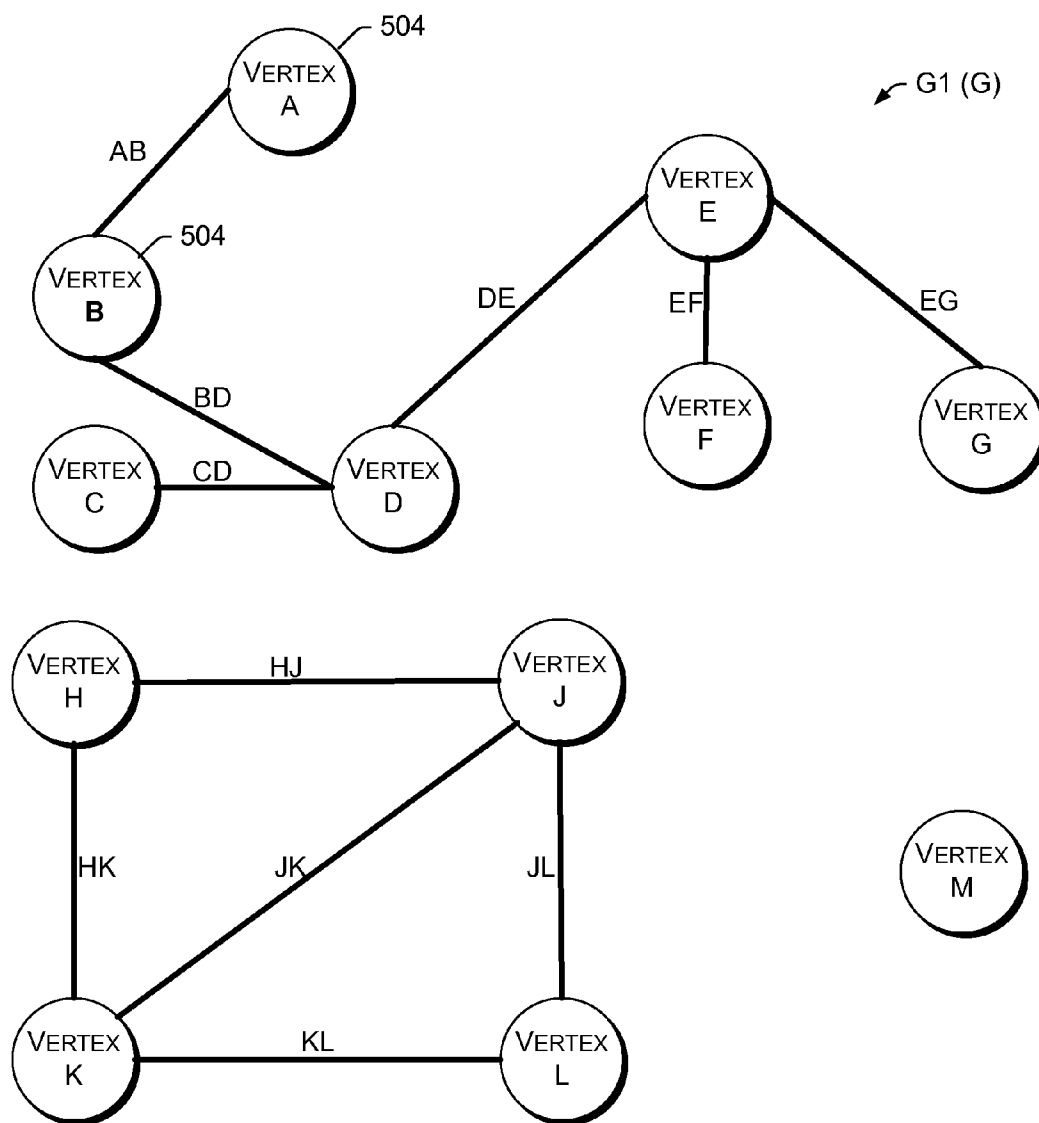 504
VERTEX
A
G1 (G)
AB
VERTEX
E
504
VERTEX
B
DE
EF
EG
BD
VERTEX
F
VERTEX
G
VERTEX
C
CD
VERTEX
D
VERTEX
H
HJ
VERTEX
J
HK
JK
JL
VERTEX
M
VERTEX
K
KL
VERTEX
L